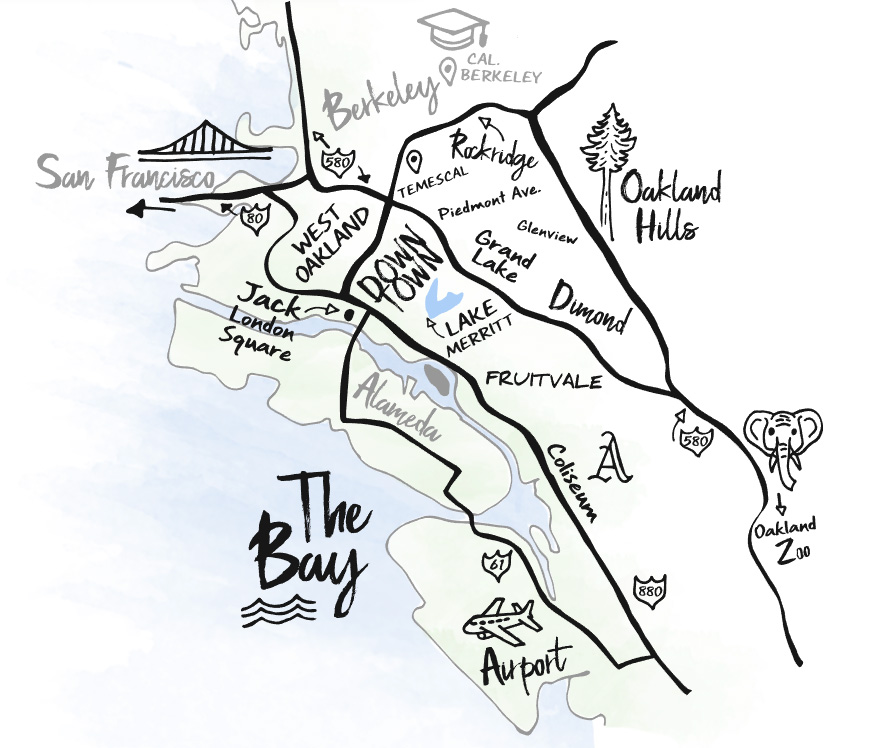 CAL.
BERKELEY
Berkeley
San Francisco
580
80
Rockridge
TEMESCAL
Piedmont Ave.
Glenview
Oakland
Hills
WEST
OAKLAND
DOWN
TOWN
Grand
Lake
Dimond
Jack
London
Square
LAKE
MERRITT
FRUITVALE
Alameda
580
Coliseum
A
The
Bay
Oakland
Zoo
61
880
Airport